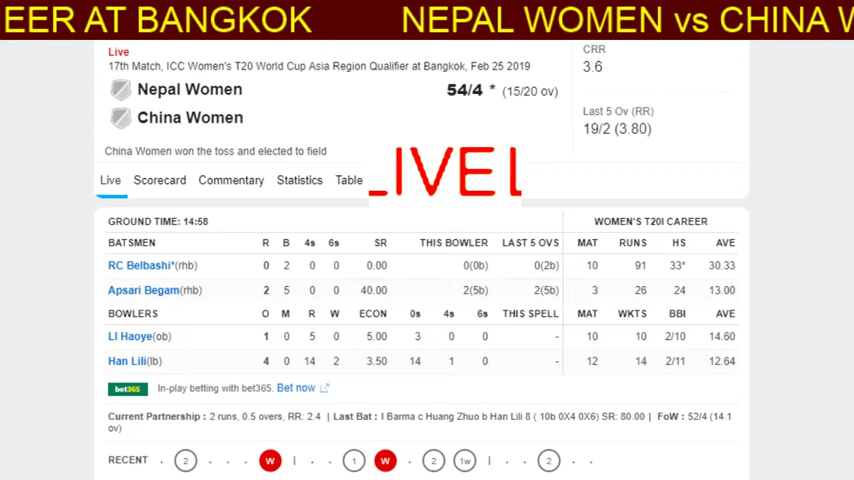 EER AT BANGKOK NEPAL WOMEN vs CHINA W
Live
17th Match, ICC Women's T20 World Cup Asia Region Qualifier at Bangkok, Feb 25 2019
Nepal Women 54/4 * (15/20 ov)
China Women
China Women won the toss and elected to field
CRR
3.6
Last 5 Ov (RR)
19/2 (3.80)
LIVE L
Live Scorecard Commentary Statistics Table
GROUND TIME: 14:58 WOMEN'S T20I CAREER
BATSMEN R B 4s 6s SR THIS BOWLER LAST 5 OVS MAT RUNS HS AVE
RC Belbashi*(rhb) 0 2 0 0 0.00 0(0b) 0(2b) 10 91 33* 30.33
Apsari Begam(rhb) 2 5 0 0 40.00 2(5b) 2(5b) 3 26 24 13.00
BOWLERS O M R W ECON 0s 4s 6s THIS SPELL MAT WKTS BBI AVE
LI Haoye(ob) 1 0 5 0 5.00 3 0 0 - 10 10 2/10 14.60
Han Lili(lb) 4 0 14 2 3.50 14 1 0 - 12 14 2/11 12.64
bet365 In-play betting with bet365. Bet now
Current Partnership : 2 runs, 0.5 overs, RR: 2.4 | Last Bat : I Barma c Huang Zhuo b Han Lili 8 ( 10b 0X4 0X6) SR: 80.00 | FoW : 52/4 (14.1
ov)
RECENT . 2 . . . W | . . 1 W . 2 1w | . . 2 . .